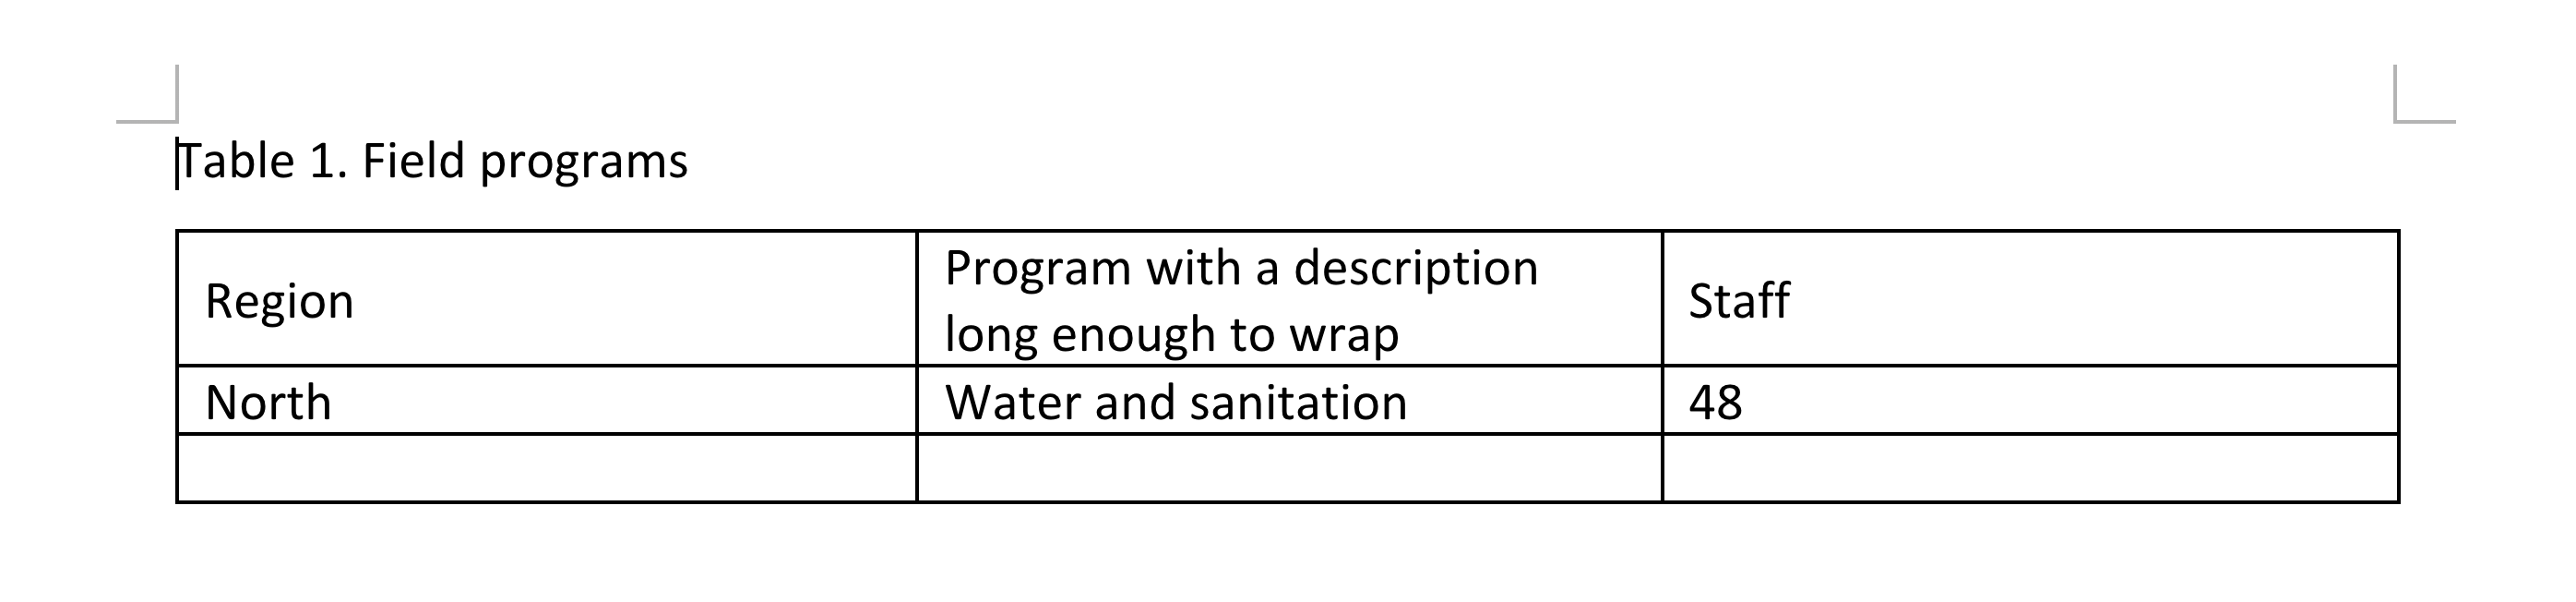 Table 1. Field programs
Region
Program with a description
long enough to wrap
Staff
North
Water and sanitation
48